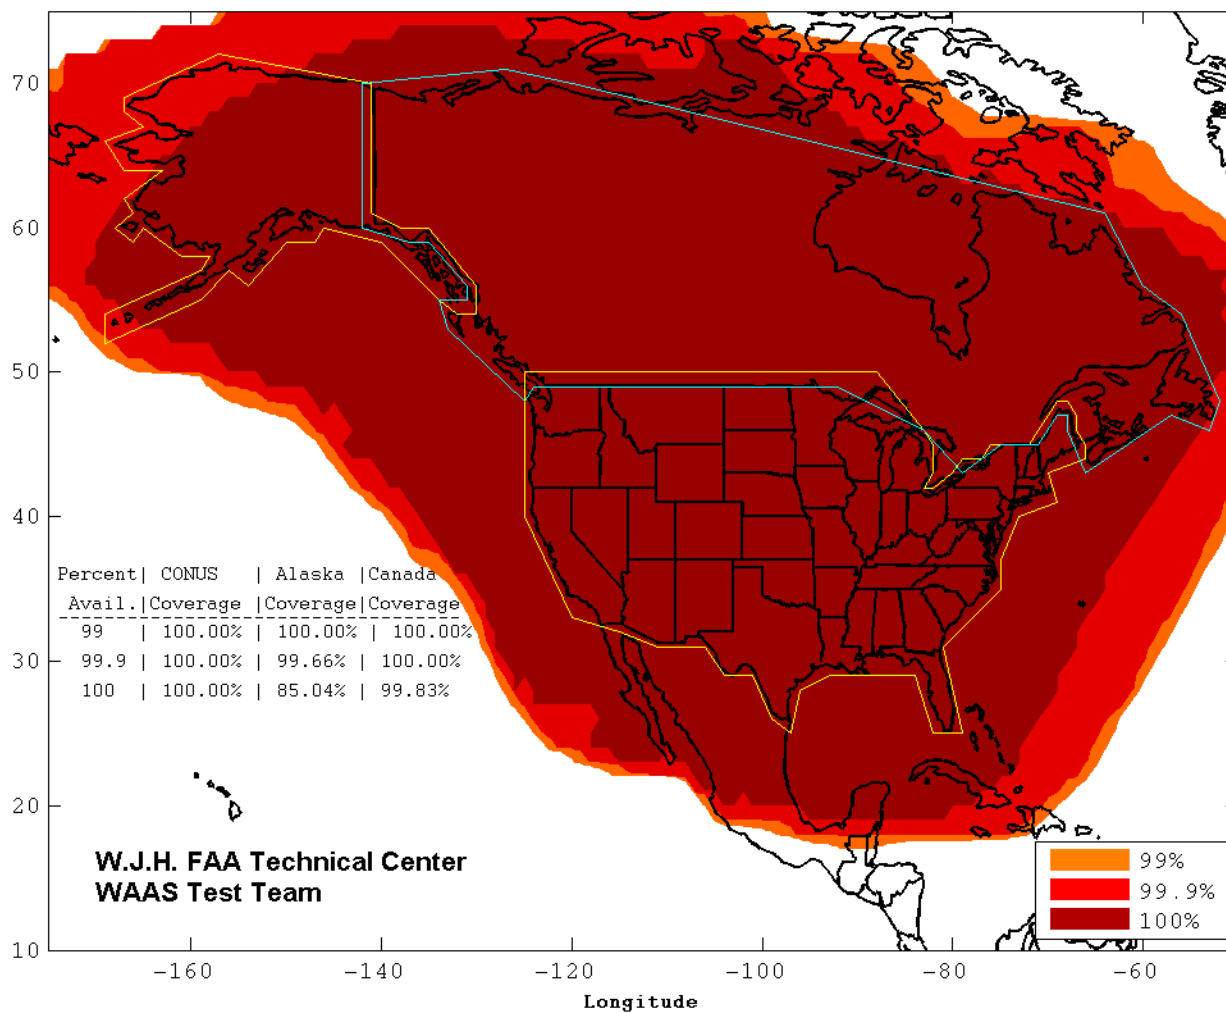 70
60
50
40
30
20
10
Percent| CONUS | Alaska |Canada
Avail.|Coverage |Coverage|Coverage
99 | 100.00% | 100.00% | 100.00%
99.9 | 100.00% | 99.66% | 100.00%
100 | 100.00% | 85.04% | 99.83%
W.J.H. FAA Technical Center
WAAS Test Team
99%
99.9%
100%
-160 -140 -120 -100 -80 -60
Longitude